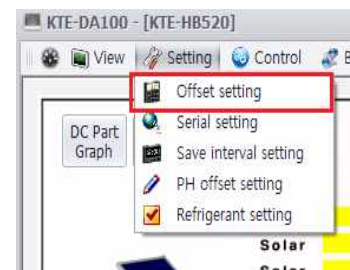 KTE-DA100 - [KTE-HB520]
View Setting Control
Offset setting
DC Part
Graph
Serial setting
Save interval setting
PH offset setting
Refrigerant setting
Solar
Solar